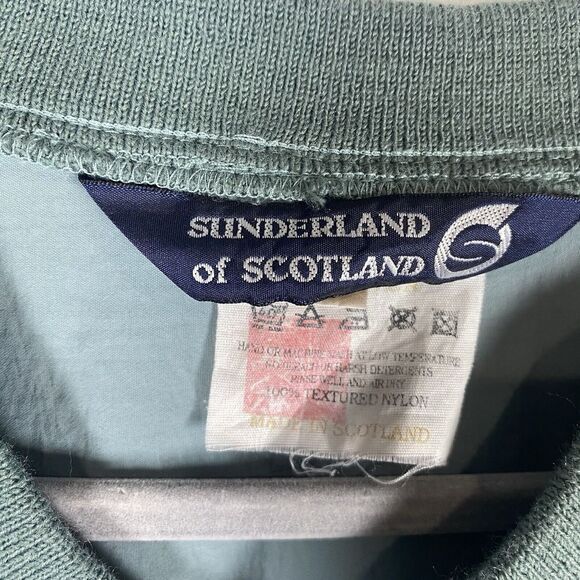 SUNDERLAND
of SCOTLAND
HAND OR MACHINE WASH AT LOW TEMPERATURE
NO BLEACH OR HARSH DETERGENTS
RINSE WELL AND AIR DRY
100% TEXTURED NYLON
MADE IN SCOTLAND